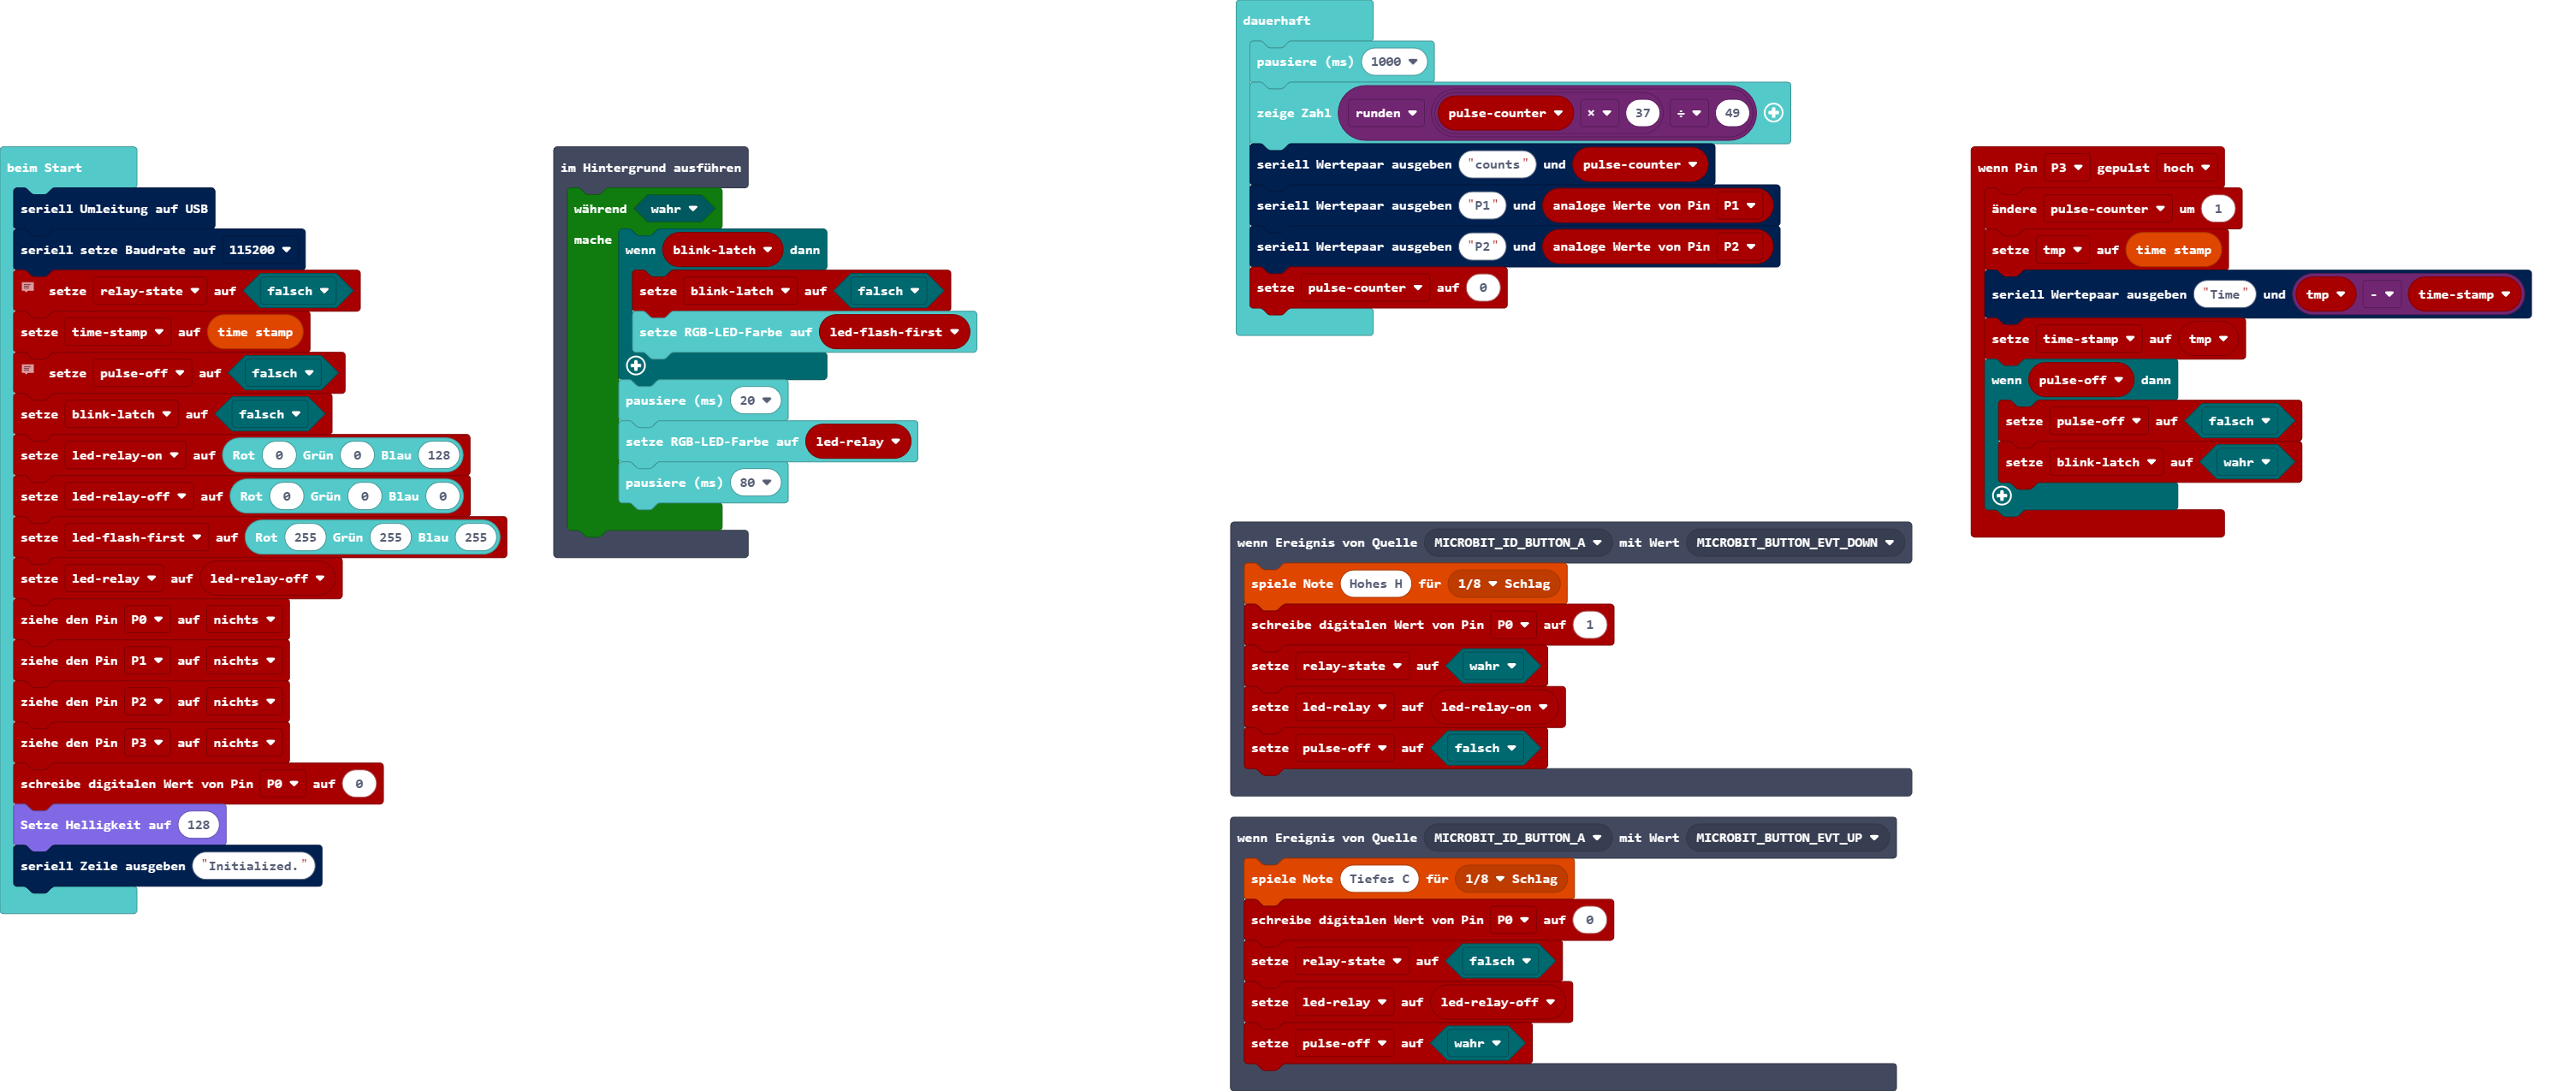 beim Start
seriell Umleitung auf USB
seriell setze Baudrate auf 115200
setze relay-state auf falsch
setze time-stamp auf time stamp
setze pulse-off auf falsch
setze blink-latch auf falsch
setze led-relay-on auf Rot 0 Grün 0 Blau 128
setze led-relay-off auf Rot 0 Grün 0 Blau 0
setze led-flash-first auf Rot 255 Grün 255 Blau 255
setze led-relay auf led-relay-off
ziehe den Pin P0 auf nichts
ziehe den Pin P1 auf nichts
ziehe den Pin P2 auf nichts
ziehe den Pin P3 auf nichts
schreibe digitalen Wert von Pin P0 auf 0
Setze Helligkeit auf 128
seriell Zeile ausgeben "Initialized."
im Hintergrund ausführen
während wahr
mache
wenn blink-latch dann
setze blink-latch auf falsch
setze RGB-LED-Farbe auf led-flash-first
pausiere (ms) 20
setze RGB-LED-Farbe auf led-relay
pausiere (ms) 80
dauerhaft
pausiere (ms) 1000
zeige Zahl runden pulse-counter × 37 ÷ 49
seriell Wertepaar ausgeben "counts" und pulse-counter
seriell Wertepaar ausgeben "P1" und analoge Werte von Pin P1
seriell Wertepaar ausgeben "P2" und analoge Werte von Pin P2
setze pulse-counter auf 0
wenn Ereignis von Quelle MICROBIT_ID_BUTTON_A mit Wert MICROBIT_BUTTON_EVT_DOWN
spiele Note Hohes H für 1/8 Schlag
schreibe digitalen Wert von Pin P0 auf 1
setze relay-state auf wahr
setze led-relay auf led-relay-on
setze pulse-off auf falsch
wenn Ereignis von Quelle MICROBIT_ID_BUTTON_A mit Wert MICROBIT_BUTTON_EVT_UP
spiele Note Tiefes C für 1/8 Schlag
schreibe digitalen Wert von Pin P0 auf 0
setze relay-state auf falsch
setze led-relay auf led-relay-off
setze pulse-off auf wahr
wenn Pin P3 gepulst hoch
ändere pulse-counter um 1
setze tmp auf time stamp
seriell Wertepaar ausgeben "Time" und tmp - time-stamp
setze time-stamp auf tmp
wenn pulse-off dann
setze pulse-off auf falsch
setze blink-latch auf wahr